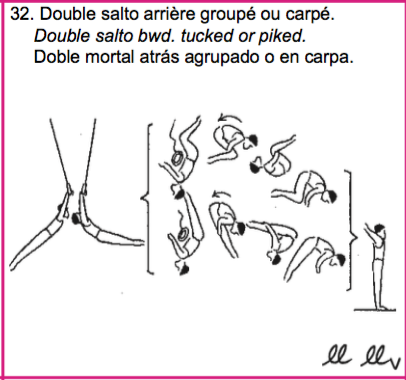 32. Double salto arrière groupé ou carpé.
Double salto bwd. tucked or piked.
Doble mortal atrás agrupado o en carpa.